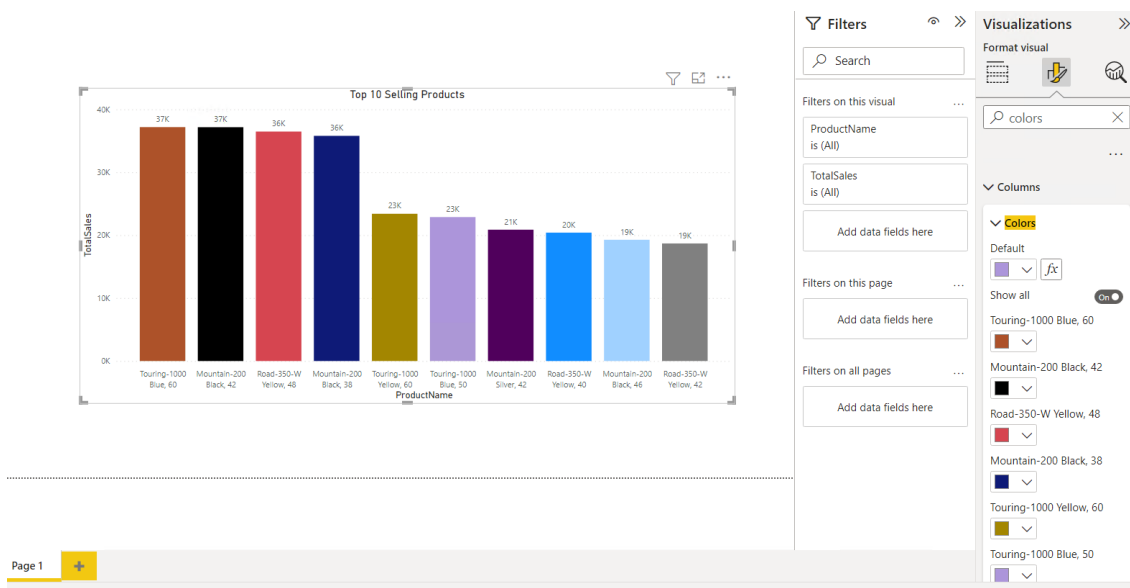 Top 10 Selling Products
TotalSales
40K
30K
20K
10K
0K
37K
37K
36K
36K
23K
23K
21K
20K
19K
19K
Touring-1000
Blue, 60
Mountain-200
Black, 42
Road-350-W
Yellow, 48
Mountain-200
Black, 38
Touring-1000
Yellow, 60
Touring-1000
Blue, 50
Mountain-200
Silver, 42
Road-350-W
Yellow, 40
Mountain-200
Black, 46
Road-350-W
Yellow, 42
ProductName
Page 1
+
Filters
Search
Filters on this visual
...
ProductName
is (All)
TotalSales
is (All)
Add data fields here
Filters on this page
...
Add data fields here
Filters on all pages
...
Add data fields here
Visualizations
Format visual
colors
...
Columns
Colors
Default
fx
Show all
On
Touring-1000 Blue, 60
Mountain-200 Black, 42
Road-350-W Yellow, 48
Mountain-200 Black, 38
Touring-1000 Yellow, 60
Touring-1000 Blue, 50